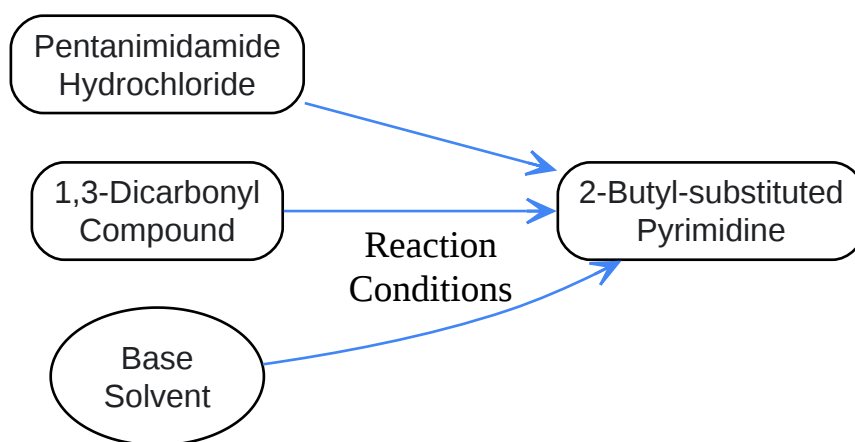 Pentanimidamide
Hydrochloride
1,3-Dicarbonyl
Compound
2-Butyl-substituted
Pyrimidine
Reaction
Conditions
Base
Solvent